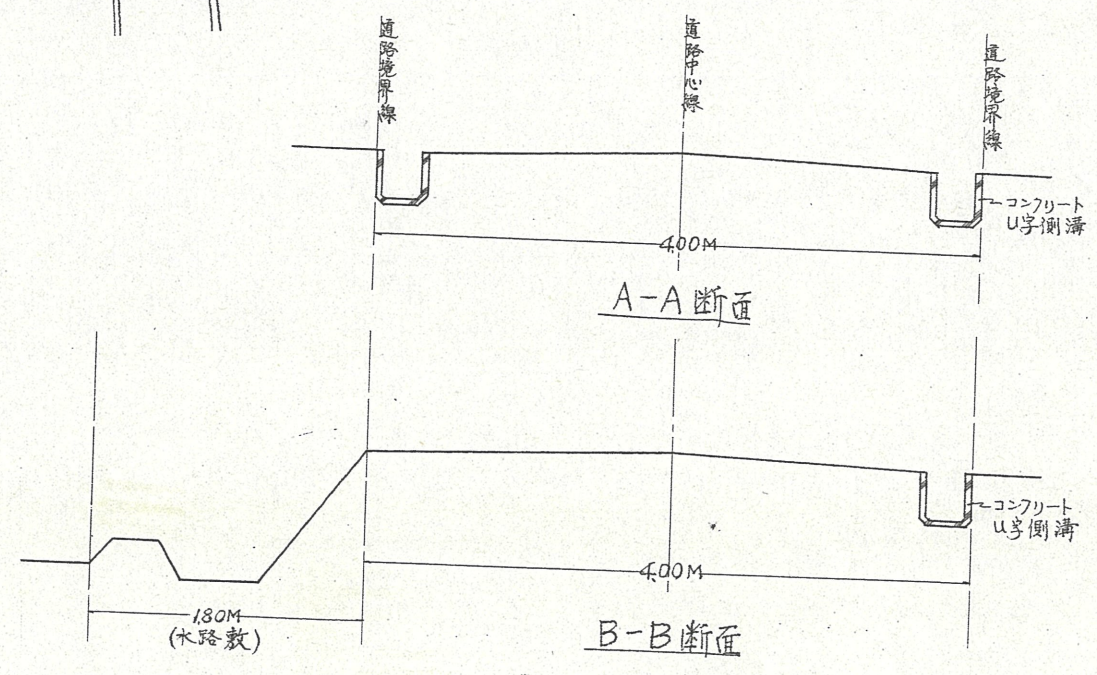 道路境界線
道路中心線
道路境界線
コンクリート
U字側溝
4.00M
A-A断面
コンクリート
U字側溝
4.00M
1.80M
(水路敷)
B-B断面